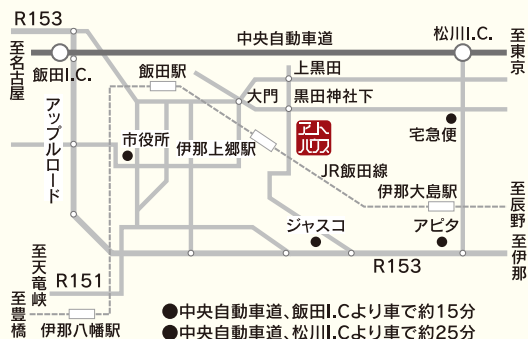 R153
中央自動車道
松川I.C.
至名古屋
飯田I.C.
至東京
飯田駅
上黒田
大門
黒田神社下
アップルロード
市役所
伊那上郷駅
アートハウス
宅急便
JR飯田線
伊那大島駅
至辰野
ジャスコ
アピタ
至天竜峡
R151
R153
至伊那
至豊橋
伊那八幡駅
●中央自動車道、飯田I.Cより車で約15分
●中央自動車道、松川I.Cより車で約25分